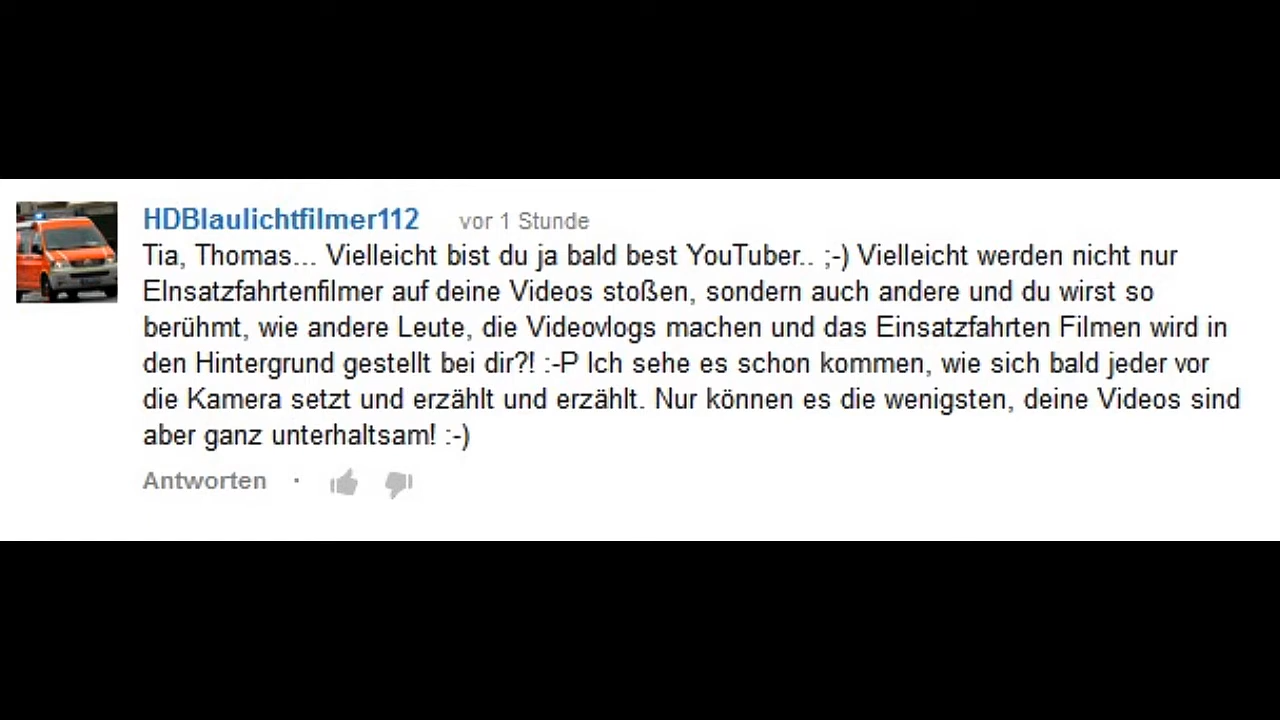 HDBlaulichtfilmer112 vor 1 Stunde
Tia, Thomas... Vielleicht bist du ja bald best YouTuber.. ;-) Vielleicht werden nicht nur
EInsatzfahrtenfilmer auf deine Videos stoßen, sondern auch andere und du wirst so
berühmt, wie andere Leute, die Videovlogs machen und das Einsatzfahrten Filmen wird in
den Hintergrund gestellt bei dir?! :-P Ich sehe es schon kommen, wie sich bald jeder vor
die Kamera setzt und erzählt und erzählt. Nur können es die wenigsten, deine Videos sind
aber ganz unterhaltsam! :-)
Antworten ·